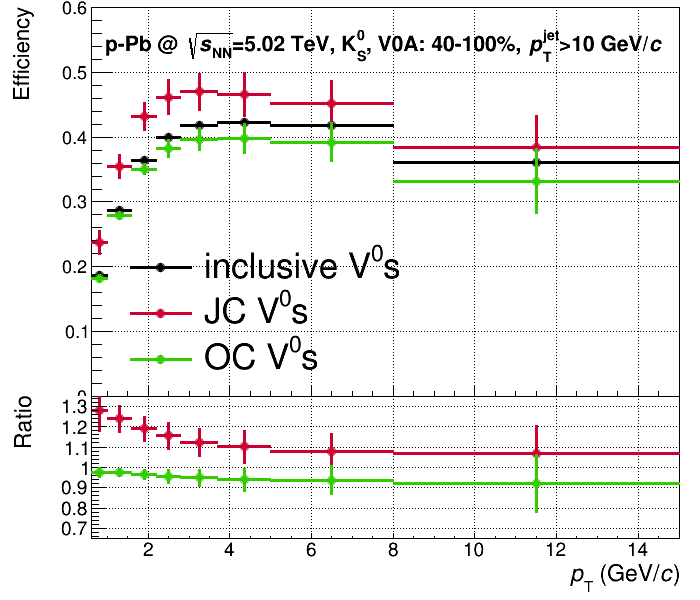 Efficiency
0.6
0.5
0.4
0.3
0.2
0.1
p-Pb @ √sNN=5.02 TeV, K⁰S, V0A: 40-100%, pTjet>10 GeV/c
inclusive V⁰s
JC V⁰s
OC V⁰s
Ratio
1.3
1.2
1.1
1
0.9
0.8
0.7
2 4 6 8 10 12 14
pT (GeV/c)